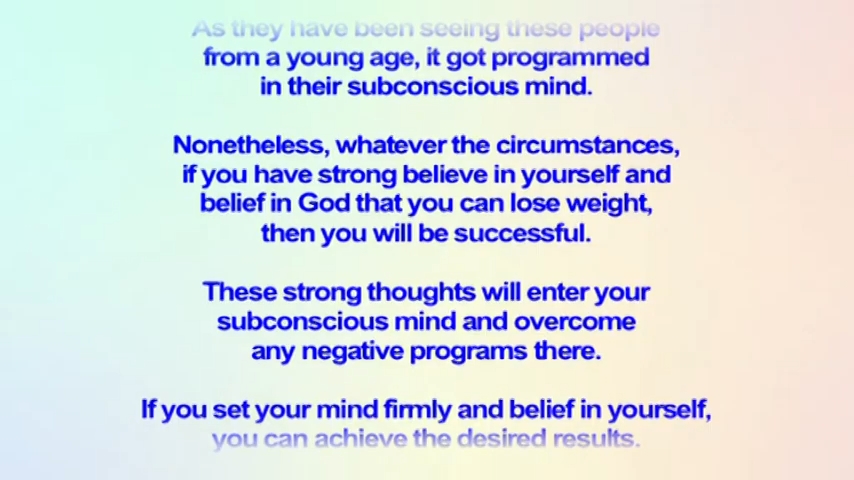 As they have been seeing these people
from a young age, it got programmed
in their subconscious mind.
Nonetheless, whatever the circumstances,
if you have strong believe in yourself and
belief in God that you can lose weight,
then you will be successful.
These strong thoughts will enter your
subconscious mind and overcome
any negative programs there.
If you set your mind firmly and belief in yourself,
you can achieve the desired results.